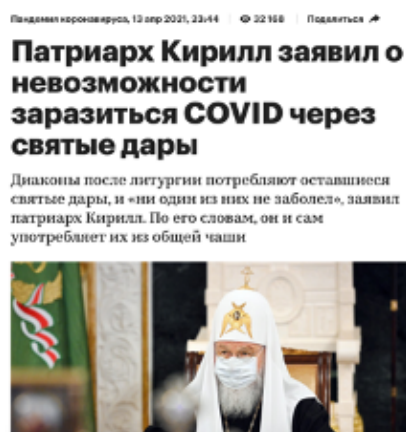 Пандемия коронавируса, 13 апр 2021, 23:44 32 168 Поделиться
Патриарх Кирилл заявил о
невозможности
заразиться COVID через
святые дары
Диаконы после литургии потребляют оставшиеся
святые дары, и «ни один из них не заболел», заявил
патриарх Кирилл. По его словам, он и сам
употребляет их из общей чаши